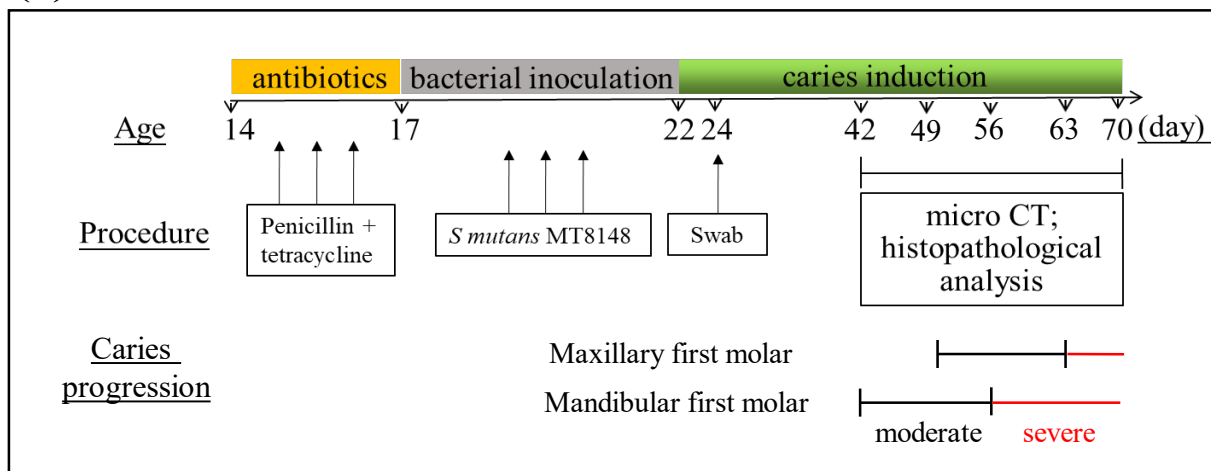 antibiotics bacterial inoculation caries induction
Age 14 17 22 24 42 49 56 63 70 (day)
Procedure
Penicillin +
tetracycline
S mutans MT8148
Swab
micro CT;
histopathological
analysis
Caries
progression
Maxillary first molar
Mandibular first molar
moderate severe